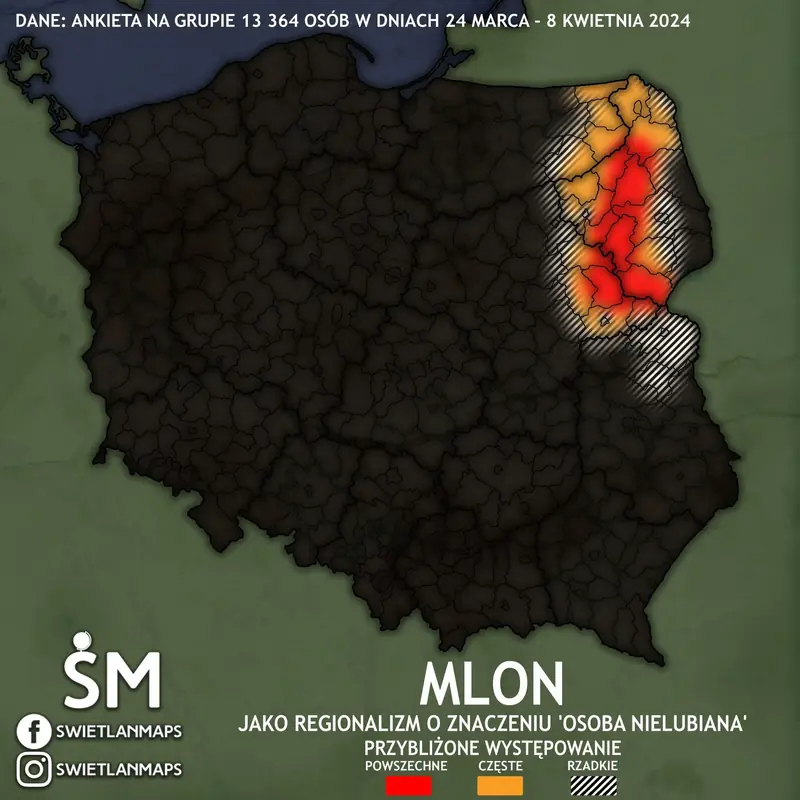 DANE: ANKIETA NA GRUPIE 13 364 OSÓB W DNIACH 24 MARCA - 8 KWIETNIA 2024
ŚM
SWIETLANMAPS
SWIETLANMAPS
MLON
JAKO REGIONALIZM O ZNACZENIU 'OSOBA NIELUBIANA'
PRZYBLIŻONE WYSTĘPOWANIE
POWSZECHNE CZĘSTE RZADKIE